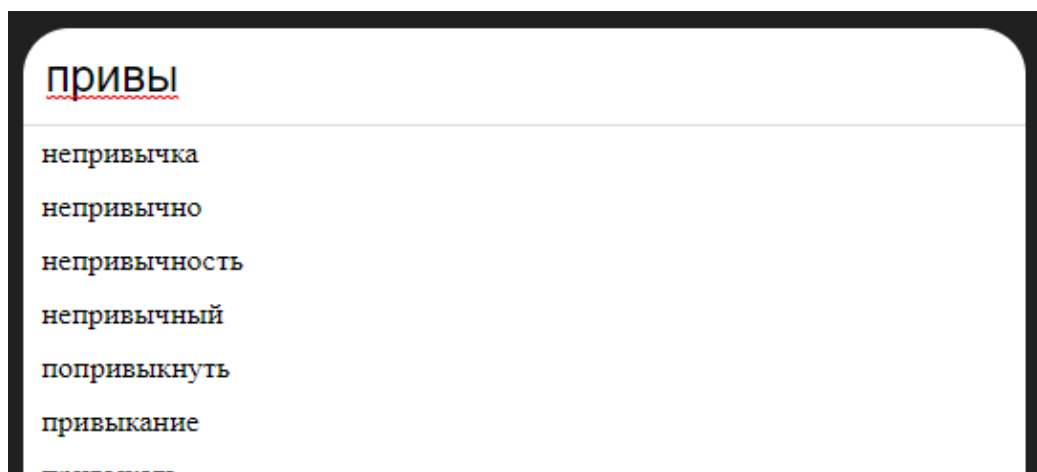 привы
непривычка
непривычно
непривычность
непривычный
попривыкнуть
привыкание